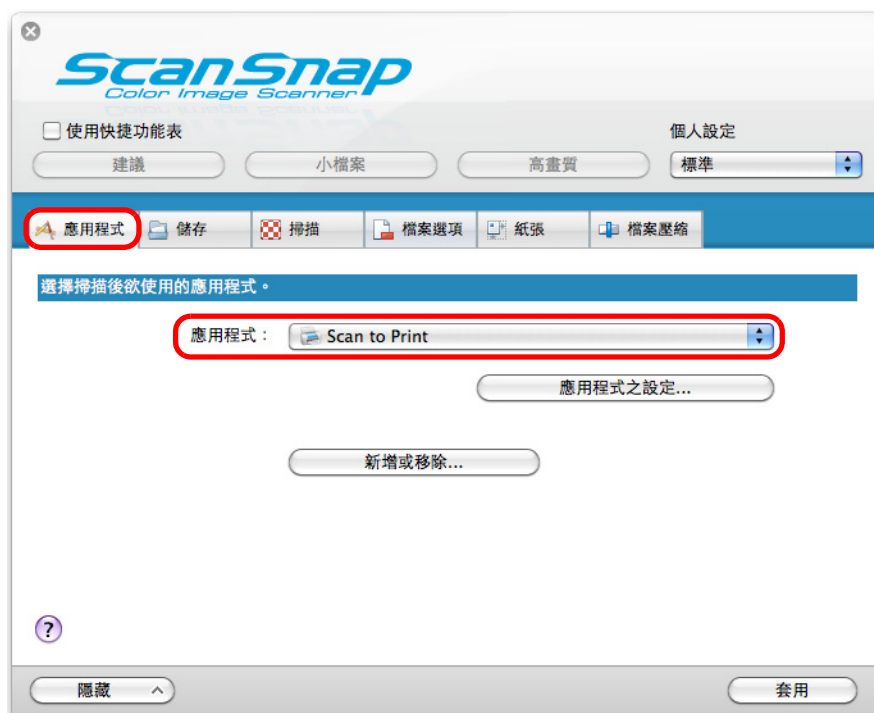 ScanSnap
Color Image Scanner
使用快捷功能表
個人設定
建議 小檔案 高畫質 標準
應用程式 儲存 掃描 檔案選項 紙張 檔案壓縮
選擇掃描後欲使用的應用程式。
應用程式： Scan to Print
應用程式之設定...
新增或移除...
?
隱藏 套用